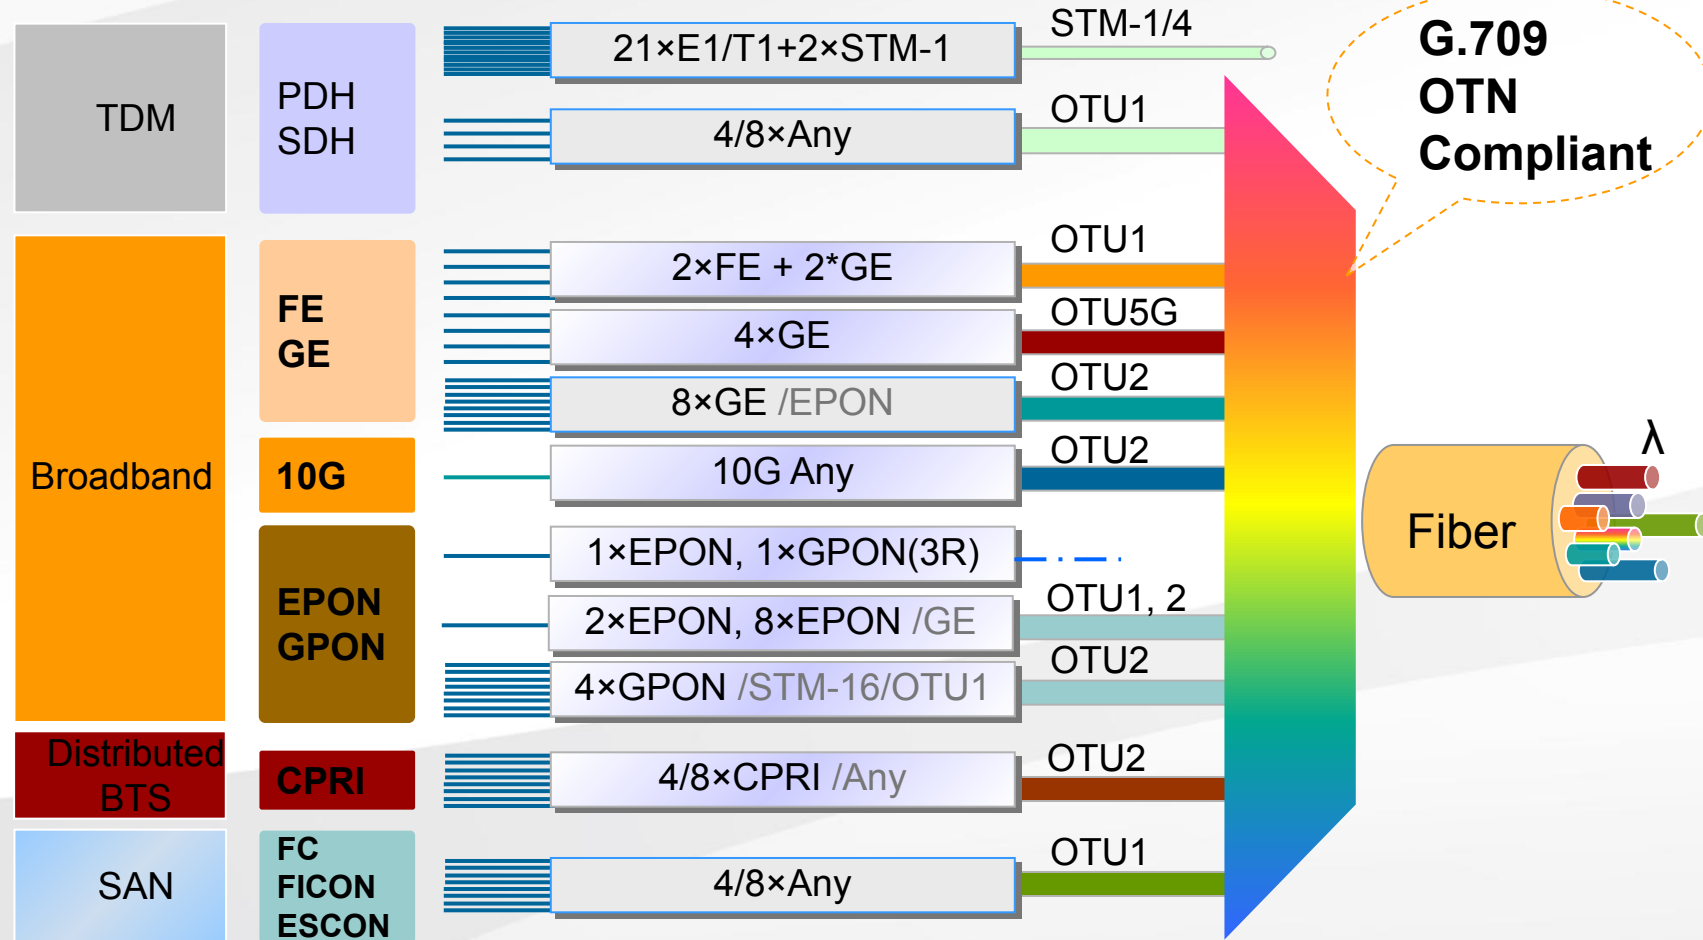 STM-1/4
G.709
OTN
Compliant
TDM
PDH
SDH
21×E1/T1+2×STM-1
OTU1
4/8×Any
Broadband
FE
GE
2×FE + 2*GE
OTU1
4×GE
OTU5G
8×GE /EPON
OTU2
10G
10G Any
OTU2
EPON
GPON
1×EPON, 1×GPON(3R)
2×EPON, 8×EPON /GE
OTU1, 2
4×GPON /STM-16/OTU1
OTU2
λ
Fiber
Distributed
BTS
CPRI
4/8×CPRI /Any
OTU2
SAN
FC
FICON
ESCON
4/8×Any
OTU1